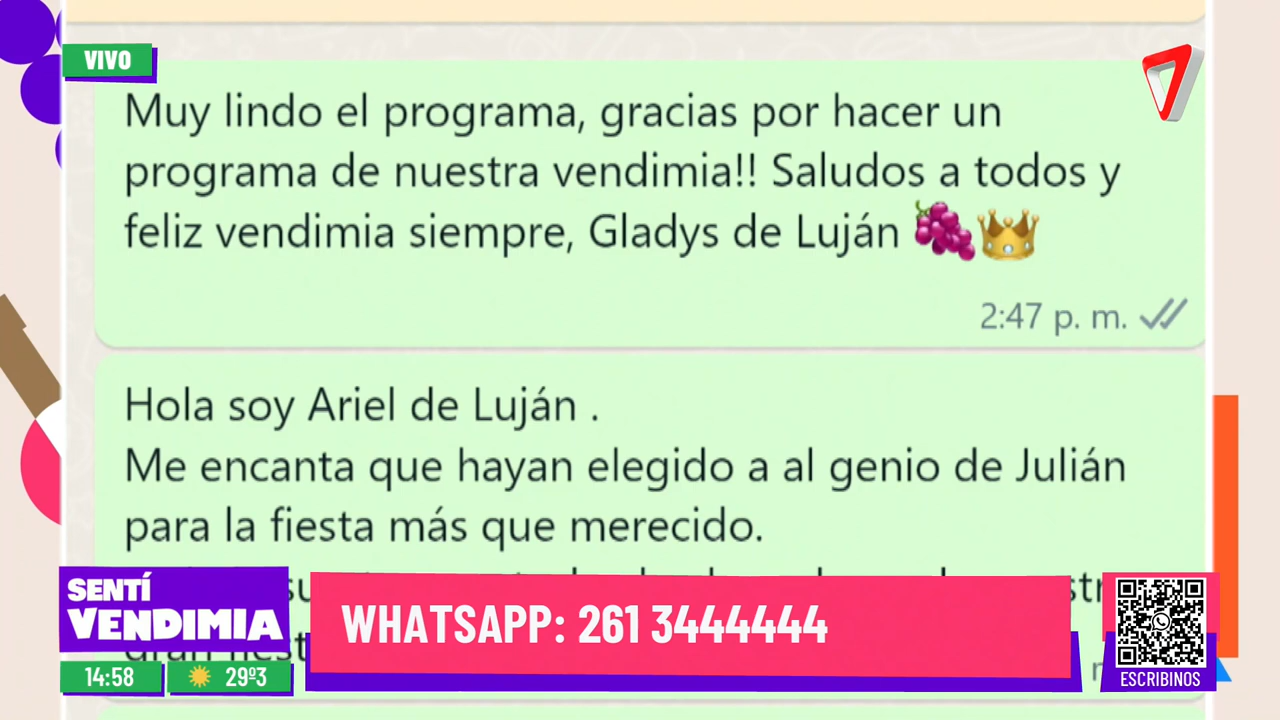 VIVO
7
Muy lindo el programa, gracias por hacer un
programa de nuestra vendimia!! Saludos a todos y
feliz vendimia siempre, Gladys de Luján 🍇👑
2:47 p. m.
Hola soy Ariel de Luján .
Me encanta que hayan elegido a al genio de Julián
para la fiesta más que merecido.
SENTÍ
VENDIMIA
WHATSAPP: 261 3444444
14:58
29º3
ESCRIBINOS